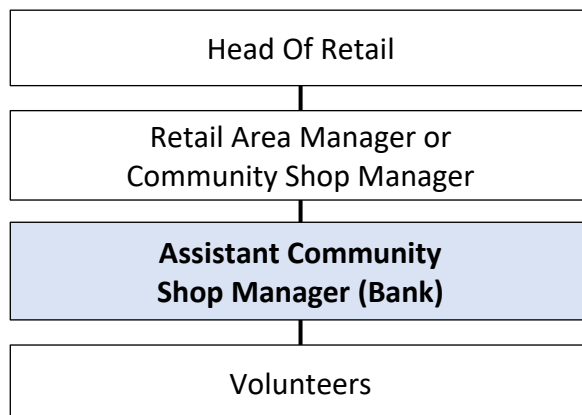 Head Of Retail
Retail Area Manager or
Community Shop Manager
Assistant Community
Shop Manager (Bank)
Volunteers